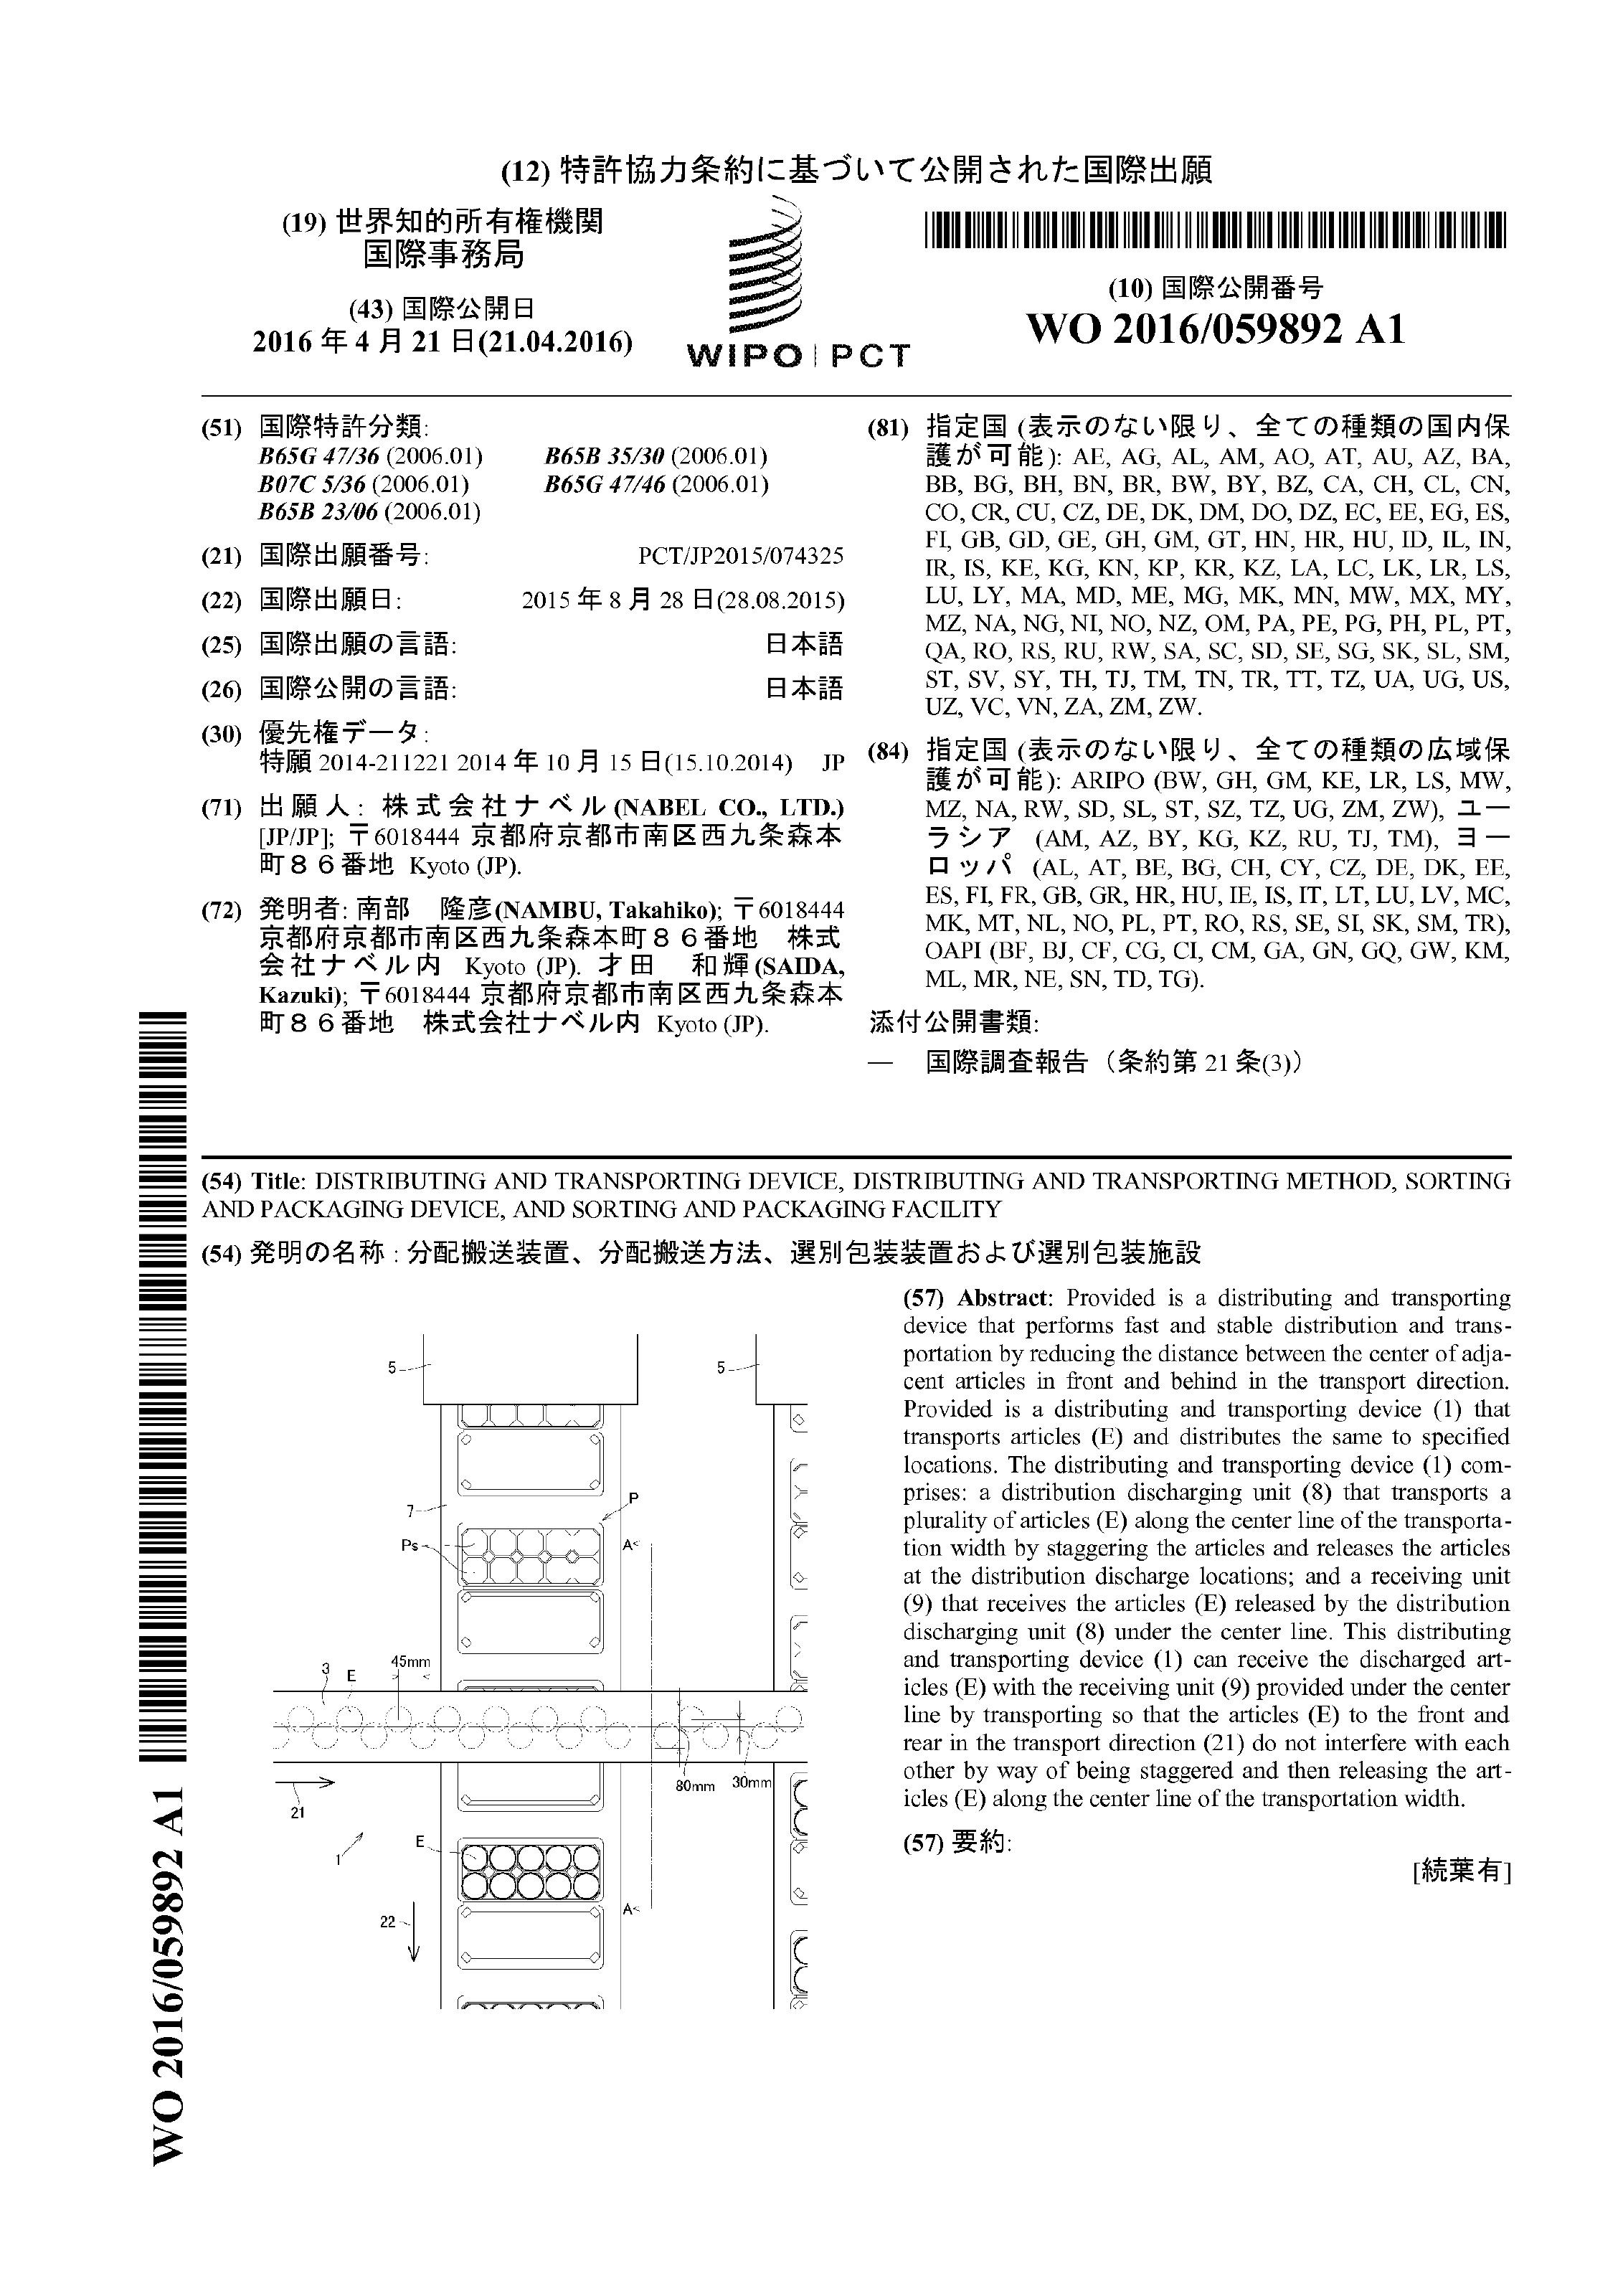 (12) 特許協力条約に基づいて公開された国際出願
(19) 世界知的所有権機関
国際事務局
(43) 国際公開日
2016 年 4 月 21 日(21.04.2016)
WIPO | PCT
(10) 国際公開番号
WO 2016/059892 A1
(51) 国際特許分類:
B65G 47/36 (2006.01) B65B 35/30 (2006.01)
B07C 5/36 (2006.01) B65G 47/46 (2006.01)
B65B 23/06 (2006.01)
(21) 国際出願番号: PCT/JP2015/074325
(22) 国際出願日: 2015 年 8 月 28 日(28.08.2015)
(25) 国際出願の言語: 日本語
(26) 国際公開の言語: 日本語
(30) 優先権データ:
特願 2014-211221 2014 年 10 月 15 日(15.10.2014) JP
(71) 出願人: 株式会社ナベル(NABEL CO., LTD.)
[JP/JP]; 〒6018444 京都府京都市南区西九条森本
町86番地 Kyoto (JP).
(72) 発明者: 南部 隆彦(NAMBU, Takahiko); 〒6018444
京都府京都市南区西九条森本町86番地 株式
会社ナベル内 Kyoto (JP). 才田 和輝(SAIDA,
Kazuki); 〒6018444 京都府京都市南区西九条森本
町86番地 株式会社ナベル内 Kyoto (JP).
(81) 指定国 (表示のない限り、全ての種類の国内保
護が可能): AE, AG, AL, AM, AO, AT, AU, AZ, BA,
BB, BG, BH, BN, BR, BW, BY, BZ, CA, CH, CL, CN,
CO, CR, CU, CZ, DE, DK, DM, DO, DZ, EC, EE, EG, ES,
FI, GB, GD, GE, GH, GM, GT, HN, HR, HU, ID, IL, IN,
IR, IS, KE, KG, KN, KP, KR, KZ, LA, LC, LK, LR, LS,
LU, LY, MA, MD, ME, MG, MK, MN, MW, MX, MY,
MZ, NA, NG, NI, NO, NZ, OM, PA, PE, PG, PH, PL, PT,
QA, RO, RS, RU, RW, SA, SC, SD, SE, SG, SK, SL, SM,
ST, SV, SY, TH, TJ, TM, TN, TR, TT, TZ, UA, UG, US,
UZ, VC, VN, ZA, ZM, ZW.
(84) 指定国 (表示のない限り、全ての種類の広域保
護が可能): ARIPO (BW, GH, GM, KE, LR, LS, MW,
MZ, NA, RW, SD, SL, ST, SZ, TZ, UG, ZM, ZW), ユー
ラシア (AM, AZ, BY, KG, KZ, RU, TJ, TM), ヨー
ロッパ (AL, AT, BE, BG, CH, CY, CZ, DE, DK, EE,
ES, FI, FR, GB, GR, HR, HU, IE, IS, IT, LT, LU, LV, MC,
MK, MT, NL, NO, PL, PT, RO, RS, SE, SI, SK, SM, TR),
OAPI (BF, BJ, CF, CG, CI, CM, GA, GN, GQ, GW, KM,
ML, MR, NE, SN, TD, TG).
添付公開書類:
— 国際調査報告(条約第 21 条(3))
(54) Title: DISTRIBUTING AND TRANSPORTING DEVICE, DISTRIBUTING AND TRANSPORTING METHOD, SORTING
AND PACKAGING DEVICE, AND SORTING AND PACKAGING FACILITY
(54) 発明の名称 : 分配搬送装置、分配搬送方法、選別包装装置および選別包装施設
5
5
7
P
Ps
A
3
E
45mm
80mm
30mm
21
1
E
22
A
(57) Abstract: Provided is a distributing and transporting
device that performs fast and stable distribution and trans-
portation by reducing the distance between the center of adja-
cent articles in front and behind in the transport direction.
Provided is a distributing and transporting device (1) that
transports articles (E) and distributes the same to specified
locations. The distributing and transporting device (1) com-
prises: a distribution discharging unit (8) that transports a
plurality of articles (E) along the center line of the transporta-
tion width by staggering the articles and releases the articles
at the distribution discharge locations; and a receiving unit
(9) that receives the articles (E) released by the distribution
discharging unit (8) under the center line. This distributing
and transporting device (1) can receive the discharged art-
icles (E) with the receiving unit (9) provided under the center
line by transporting so that the articles (E) to the front and
rear in the transport direction (21) do not interfere with each
other by way of being staggered and then releasing the art-
icles (E) along the center line of the transportation width.
(57) 要約:
[続葉有]
WO 2016/059892 A1